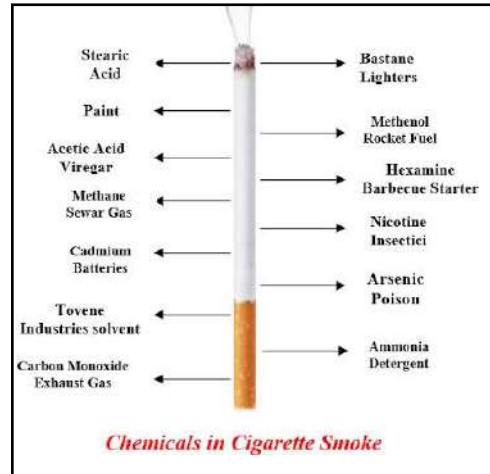 Stearic
Acid
Paint
Acetic Acid
Viregar
Methane
Sewar Gas
Cadmium
Batteries
Tovene
Industries solvent
Carbon Monoxide
Exhaust Gas
Bastane
Lighters
Methenol
Rocket Fuel
Hexamine
Barbecue Starter
Nicotine
Insectici
Arsenic
Poison
Ammonia
Detergent
Chemicals in Cigarette Smoke